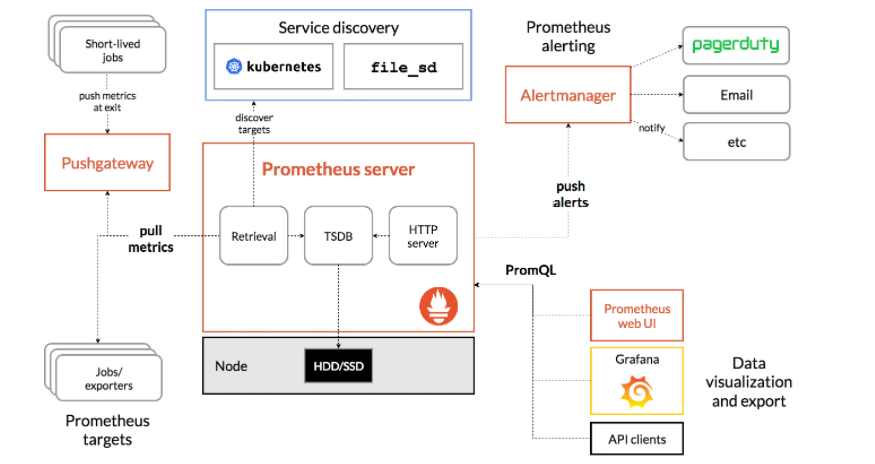 Short-lived
jobs
push metrics
at exit
Pushgateway
pull
metrics
Jobs/
exporters
Prometheus
targets
Service discovery
kubernetes
file_sd
discover
targets
Prometheus server
Retrieval
TSDB
HTTP
server
Node
HDD/SSD
Prometheus
alerting
Alertmanager
pagerduty
Email
notify
etc
push
alerts
PromQL
Prometheus
web UI
Grafana
API clients
Data
visualization
and export